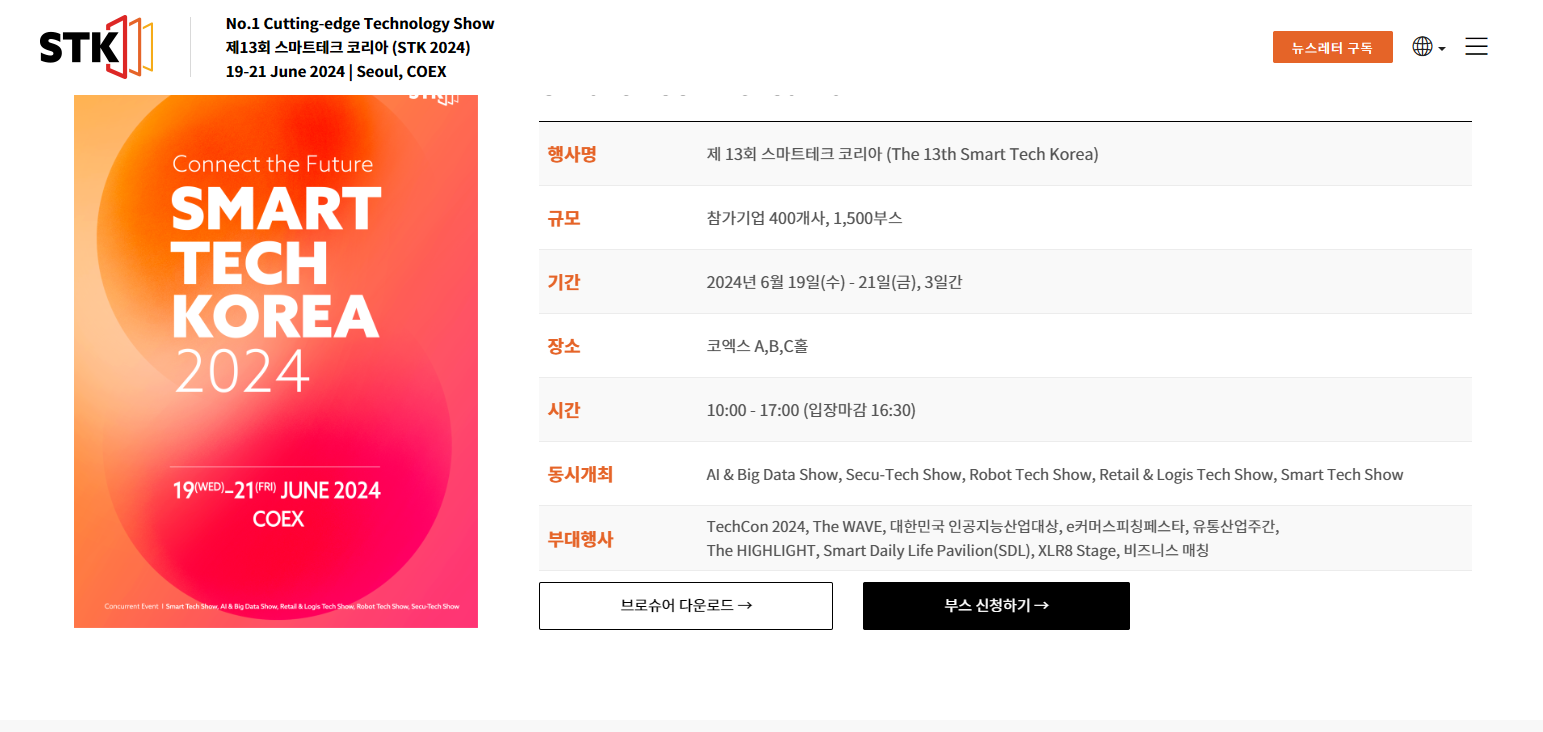 STK
No.1 Cutting-edge Technology Show
제13회 스마트테크 코리아 (STK 2024)
19-21 June 2024 | Seoul, COEX
뉴스레터 구독
Connect the Future
SMART
TECH
KOREA
2024
19(WED)–21(FRI) JUNE 2024
COEX
Concurrent Event | Smart Tech Show, AI & Big Data Show, Retail & Logis Tech Show, Robot Tech Show, Secu-Tech Show
행사명 제 13회 스마트테크 코리아 (The 13th Smart Tech Korea)
규모 참가기업 400개사, 1,500부스
기간 2024년 6월 19일(수) - 21일(금), 3일간
장소 코엑스 A,B,C홀
시간 10:00 - 17:00 (입장마감 16:30)
동시개최 AI & Big Data Show, Secu-Tech Show, Robot Tech Show, Retail & Logis Tech Show, Smart Tech Show
부대행사 TechCon 2024, The WAVE, 대한민국 인공지능산업대상, e커머스피칭페스타, 유통산업주간,
The HIGHLIGHT, Smart Daily Life Pavilion(SDL), XLR8 Stage, 비즈니스 매칭
브로슈어 다운로드 → 부스 신청하기 →